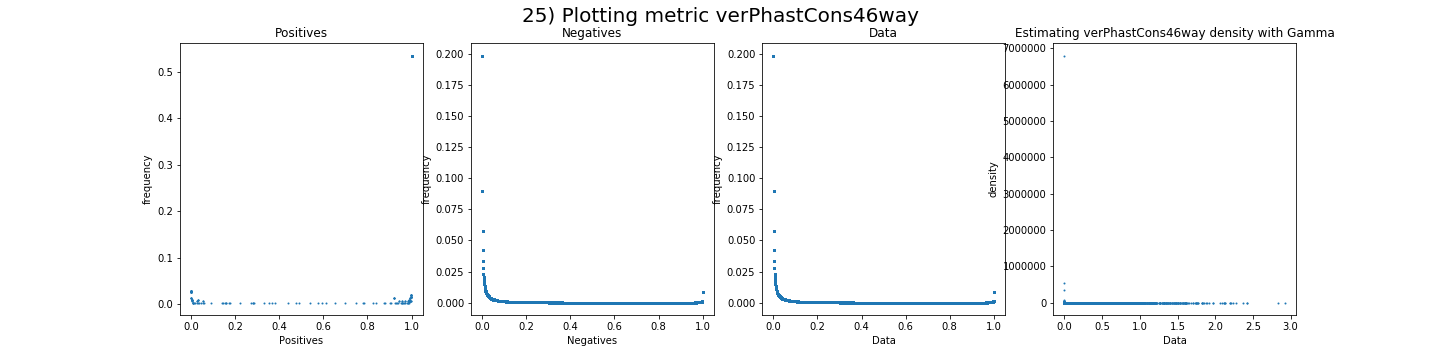 25) Plotting metric verPhastCons46way
Positives
Negatives
Data
Estimating verPhastCons46way density with Gamma
frequency
0.5
0.4
0.3
0.2
0.1
0.0
0.0 0.2 0.4 0.6 0.8 1.0
Positives
frequency
0.200
0.175
0.150
0.125
0.100
0.075
0.050
0.025
0.000
0.0 0.2 0.4 0.6 0.8 1.0
Negatives
frequency
0.200
0.175
0.150
0.125
0.100
0.075
0.050
0.025
0.000
0.0 0.2 0.4 0.6 0.8 1.0
Data
density
7000000
6000000
5000000
4000000
3000000
2000000
1000000
0
0.0 0.5 1.0 1.5 2.0 2.5 3.0
Data